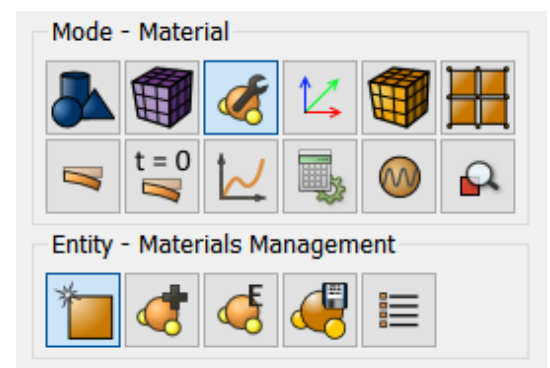 Mode - Material
t = 0
Entity - Materials Management
E